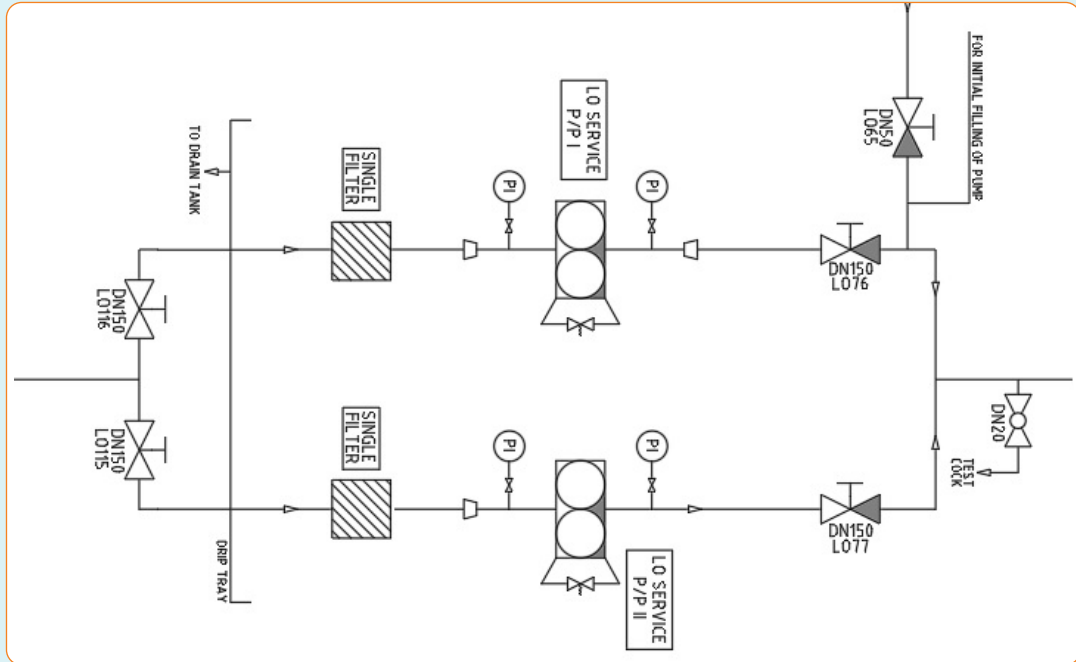 FOR INITIAL FILLING OF PUMP
DN50
LO65
LO SERVICE
P/P I
TO DRAIN TANK
SINGLE
FILTER
PI
PI
DN150
LO76
DN150
LO116
DN20
TEST
COCK
DN150
LO115
SINGLE
FILTER
PI
PI
DN150
LO77
DRIP TRAY
LO SERVICE
P/P II